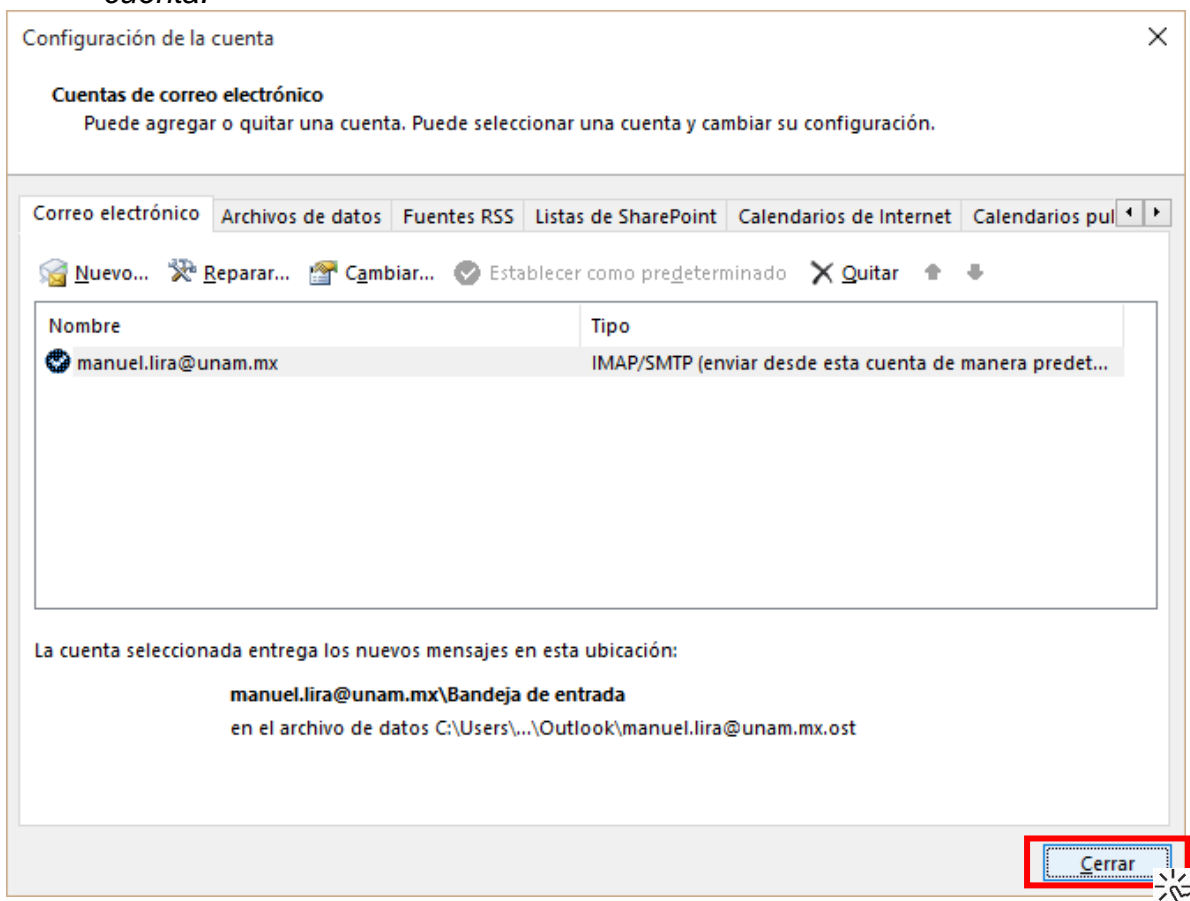 cuenta.
Configuración de la cuenta
Cuentas de correo electrónico
Puede agregar o quitar una cuenta. Puede seleccionar una cuenta y cambiar su configuración.
Correo electrónico Archivos de datos Fuentes RSS Listas de SharePoint Calendarios de Internet Calendarios pul
Nuevo... Reparar... Cambiar... Establecer como predeterminado Quitar
Nombre Tipo
manuel.lira@unam.mx IMAP/SMTP (enviar desde esta cuenta de manera predet...
La cuenta seleccionada entrega los nuevos mensajes en esta ubicación:
manuel.lira@unam.mx\Bandeja de entrada
en el archivo de datos C:\Users\...\Outlook\manuel.lira@unam.mx.ost
Cerrar